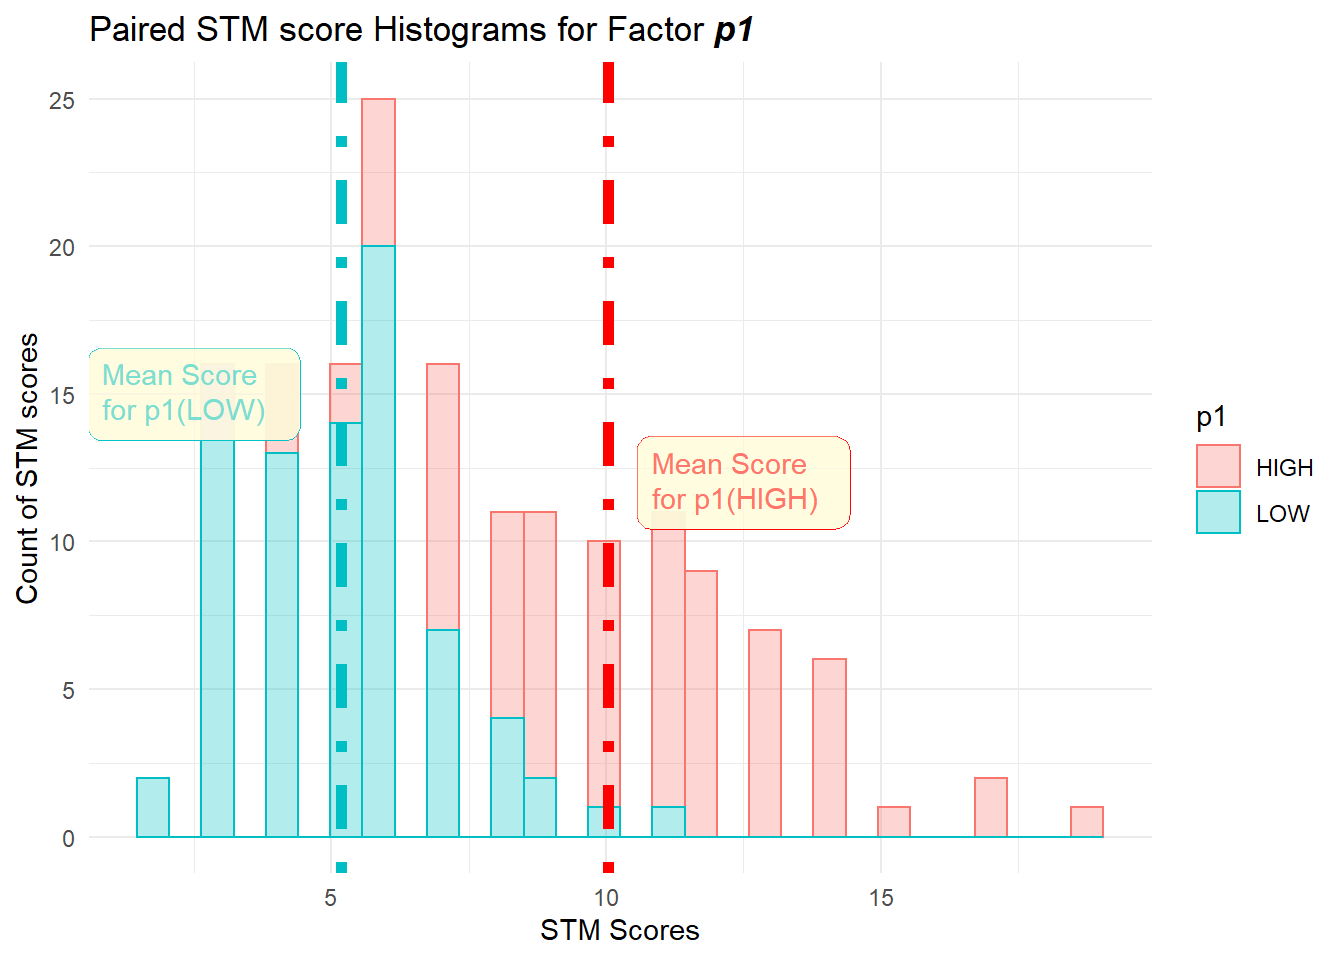 Paired STM score Histograms for Factor p1
Count of STM scores
25
20
15
10
5
0
Mean Score
for p1(LOW)
Mean Score
for p1(HIGH)
p1
HIGH
LOW
5
10
15
STM Scores